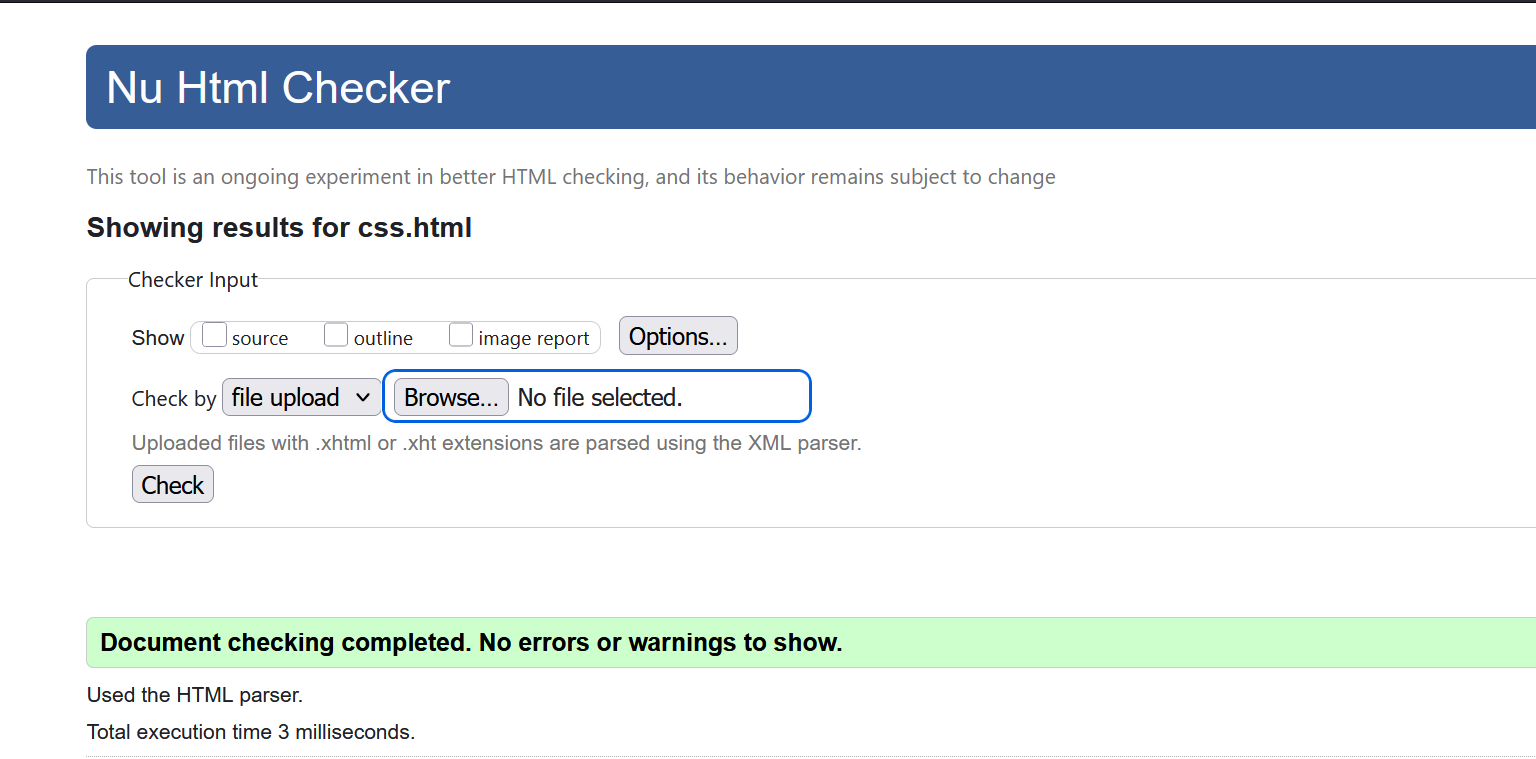 Nu Html Checker
This tool is an ongoing experiment in better HTML checking, and its behavior remains subject to change
Showing results for css.html
Checker Input
Show source outline image report Options...
Check by file upload Browse... No file selected.
Uploaded files with .xhtml or .xht extensions are parsed using the XML parser.
Check
Document checking completed. No errors or warnings to show.
Used the HTML parser.
Total execution time 3 milliseconds.